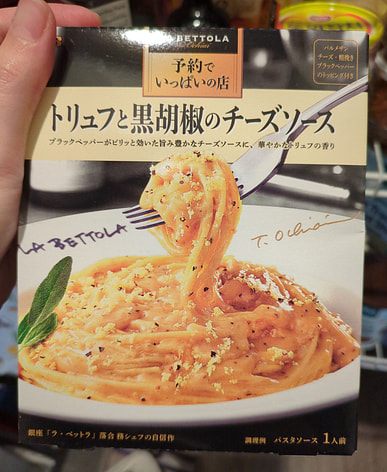 LA BETTOLA
da Ochiai
予約で
いっぱいの店
パルメザン
チーズ・粗挽き
ブラックペッパー
のトッピング付き
トリュフと黒胡椒のチーズソース
ブラックペッパーがピリッと効いた旨み豊かなチーズソースに、華やかなトリュフの香り
LA BETTOLA
T. Ochiai
銀座「ラ・ベットラ」落合 務シェフの自信作
調理例 パスタソース 1人前